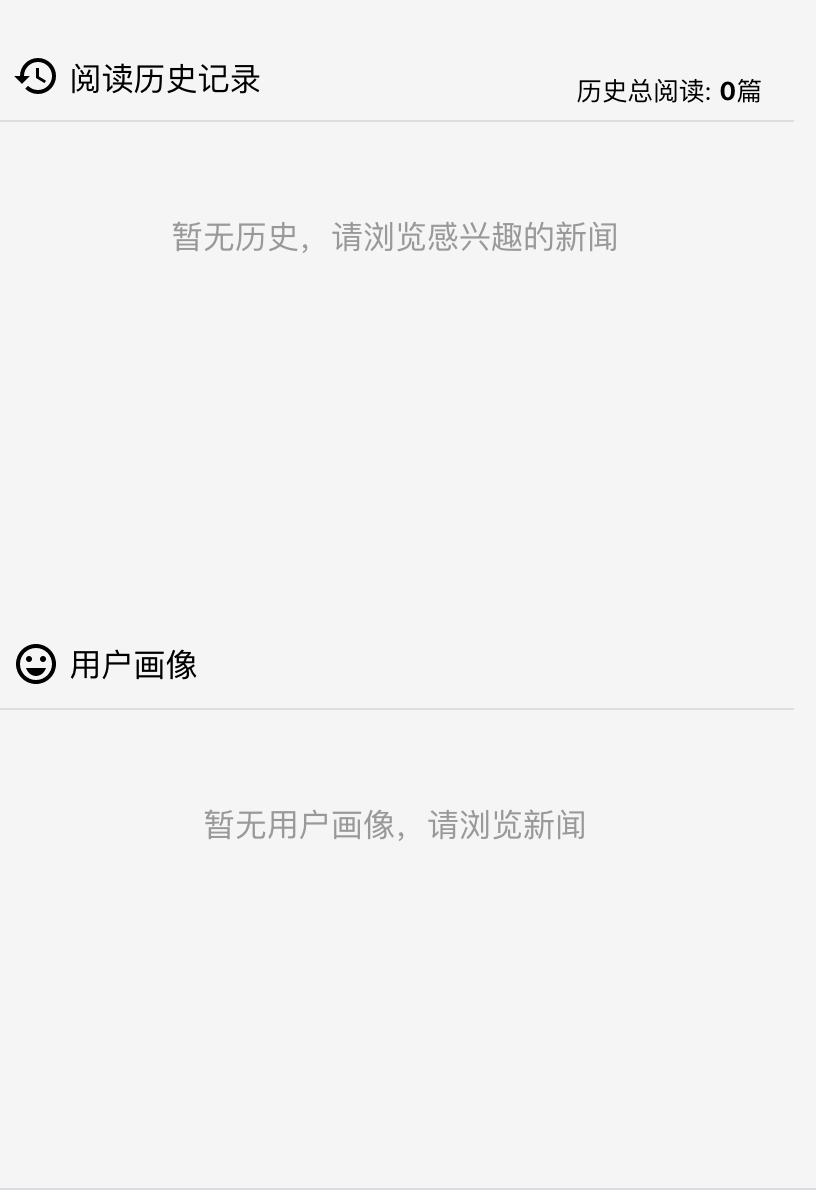 阅读历史记录
历史总阅读: 0篇
暂无历史，请浏览感兴趣的新闻
用户画像
暂无用户画像，请浏览新闻